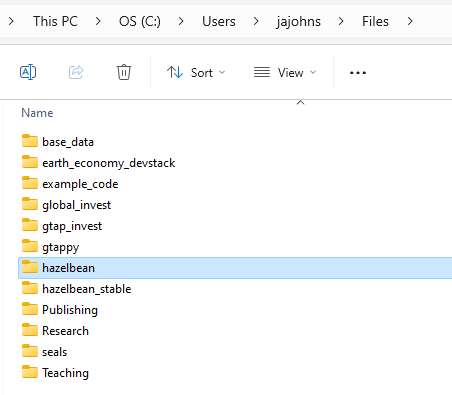 This PC > OS (C:) > Users > jajohns > Files >
Sort View
Name
base_data
earth_economy_devstack
example_code
global_invest
gtap_invest
gtappy
hazelbean
hazelbean_stable
Publishing
Research
seals
Teaching